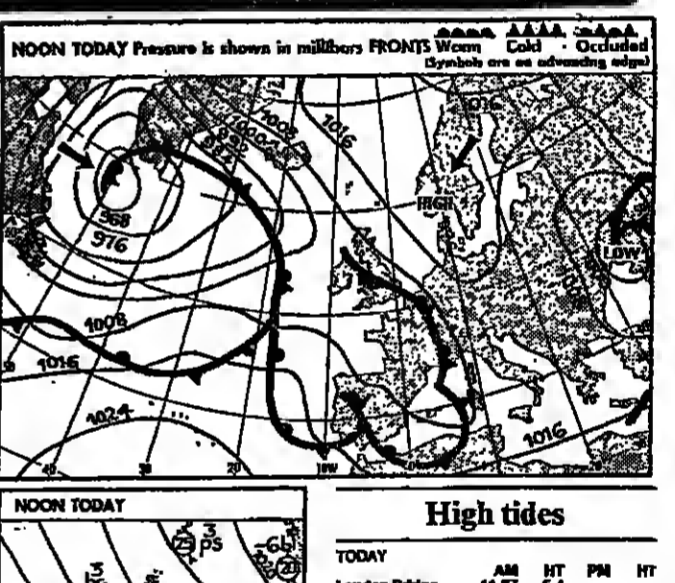 NOON TODAY Pressure is shown in millibars FRONTS Warm Cold Occluded
(Symbols are on advancing edge)
1016
1008
1000
992
984
1016
HIGH
968
976
LOW
1008
1016
1024
1016
40
30
20
10W
NOON TODAY
High tides
TODAY
AM HT PM HT